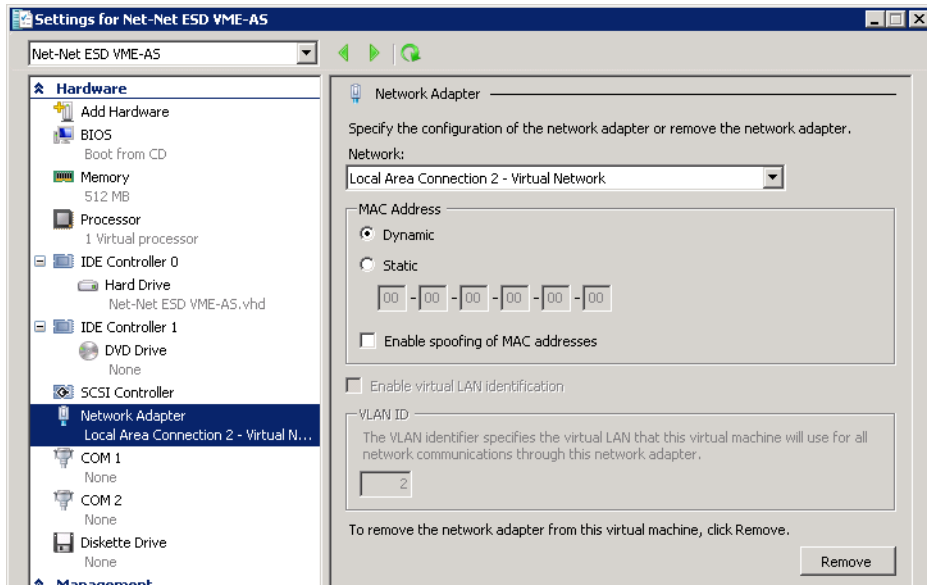 Settings for Net-Net ESD VME-AS
Net-Net ESD VME-AS
Hardware
Add Hardware
BIOS
Boot from CD
Memory
512 MB
Processor
1 Virtual processor
IDE Controller 0
Hard Drive
Net-Net ESD VME-AS.vhd
IDE Controller 1
DVD Drive
None
SCSI Controller
Network Adapter
Local Area Connection 2 - Virtual N...
COM 1
None
COM 2
None
Diskette Drive
None
Management
Network Adapter
Specify the configuration of the network adapter or remove the network adapter.
Network:
Local Area Connection 2 - Virtual Network
MAC Address
Dynamic
Static
00 - 00 - 00 - 00 - 00 - 00
Enable spoofing of MAC addresses
Enable virtual LAN identification
VLAN ID
The VLAN identifier specifies the virtual LAN that this virtual machine will use for all
network communications through this network adapter.
2
To remove the network adapter from this virtual machine, click Remove.
Remove